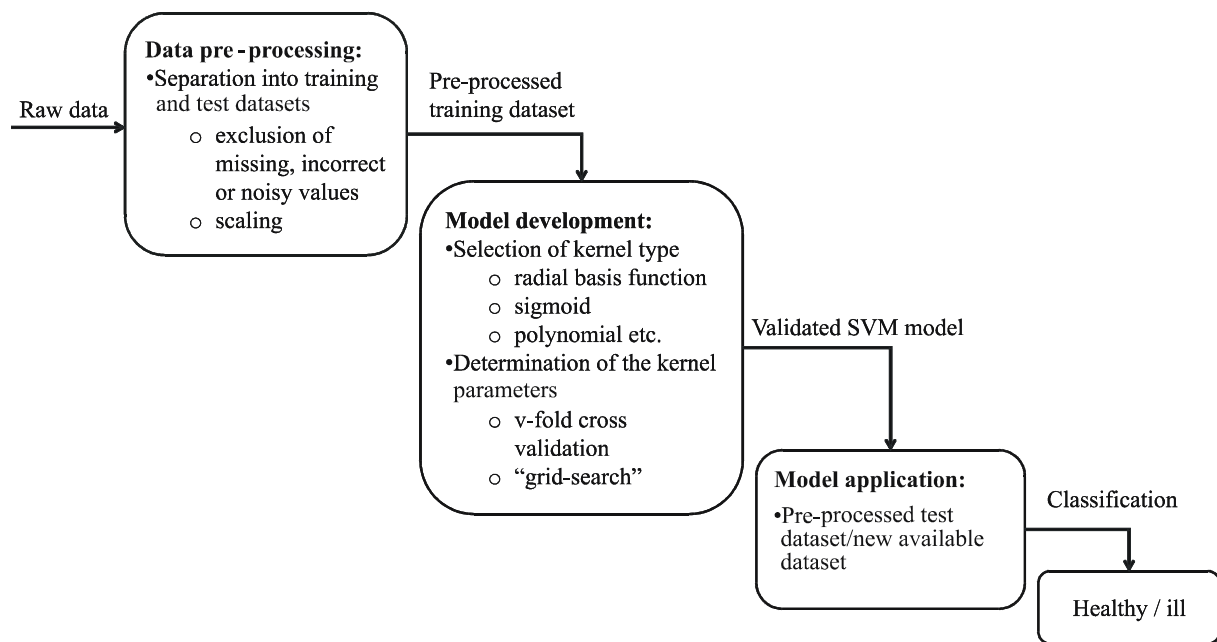 Raw data
Data pre-processing:
•Separation into training
and test datasets
o exclusion of
missing, incorrect
or noisy values
o scaling
Pre-processed
training dataset
Model development:
•Selection of kernel type
o radial basis function
o sigmoid
o polynomial etc.
•Determination of the kernel
parameters
o v-fold cross
validation
o “grid-search”
Validated SVM model
Model application:
•Pre-processed test
dataset/new available
dataset
Classification
Healthy / ill